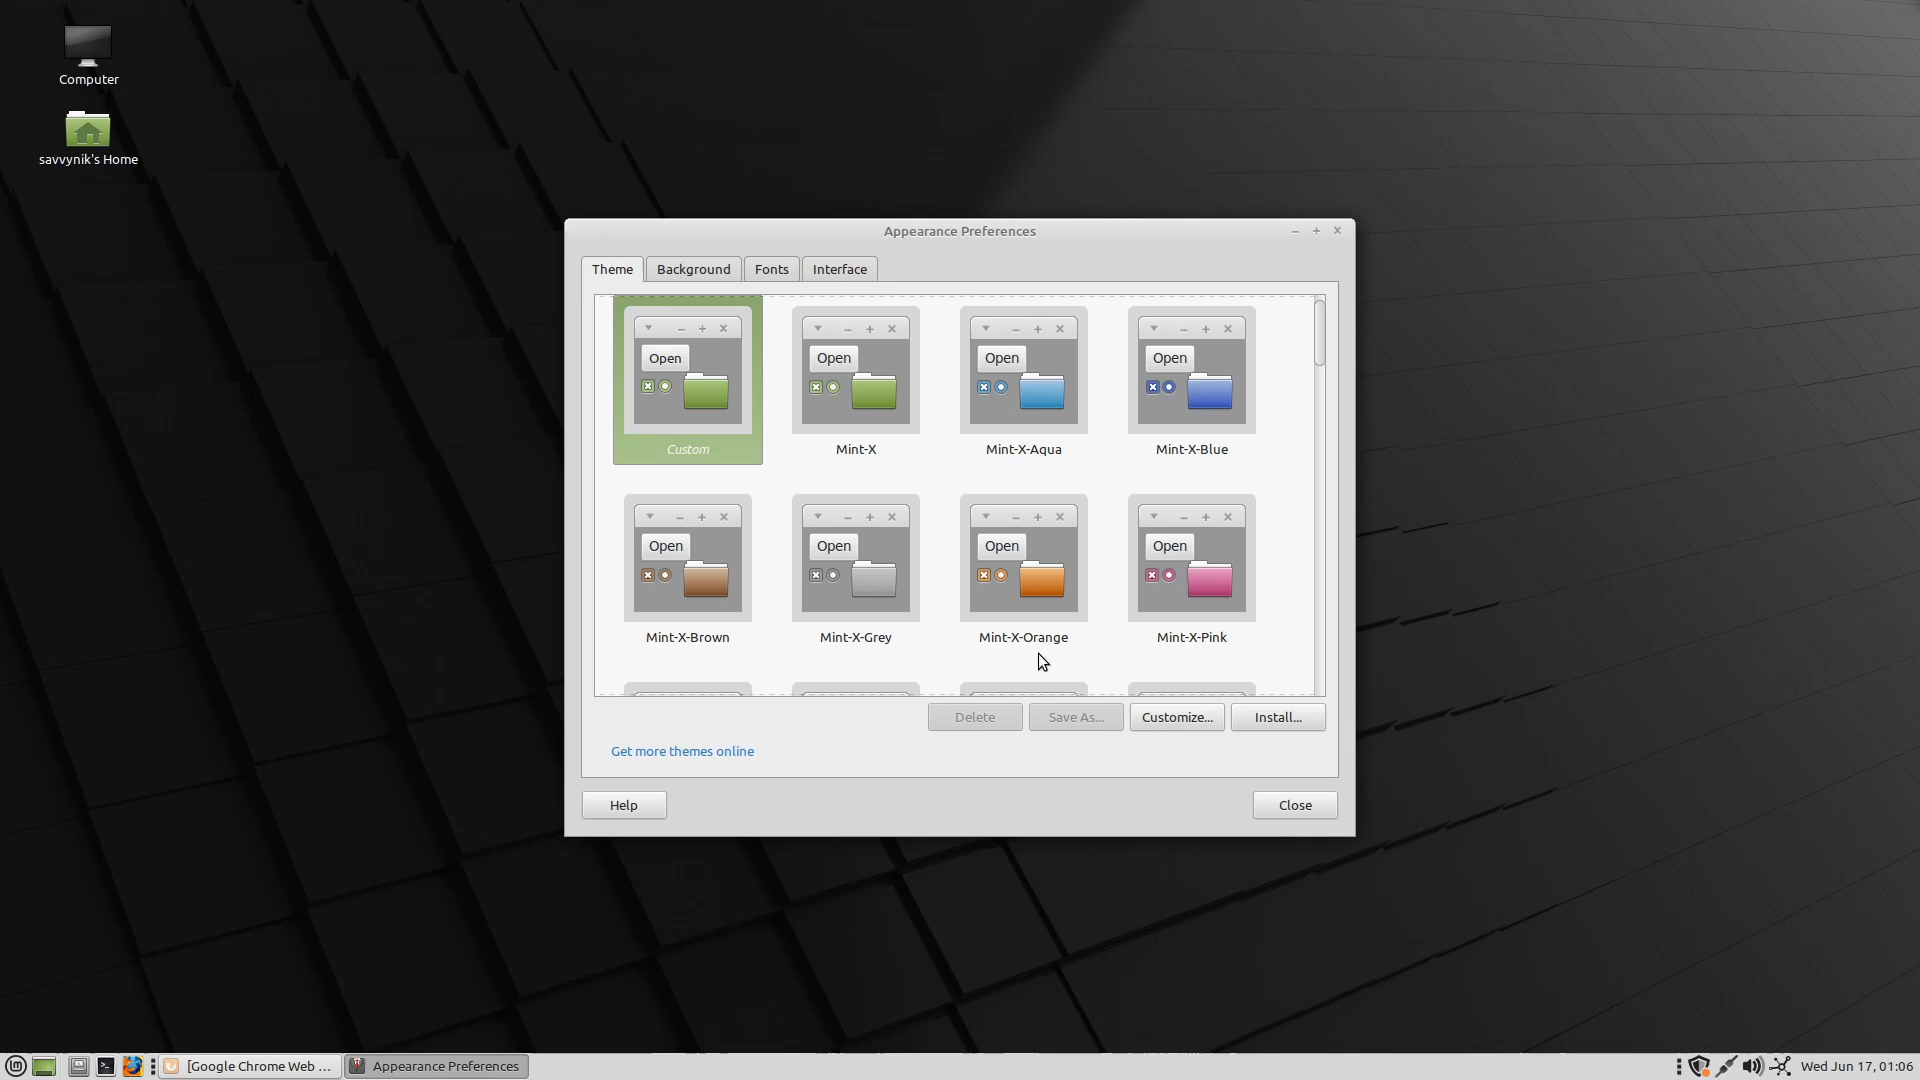 Computer
savvynik's Home
Appearance Preferences
Theme
Background
Fonts
Interface
Open
Open
Open
Open
Custom
Mint-X
Mint-X-Aqua
Mint-X-Blue
Open
Open
Open
Open
Mint-X-Brown
Mint-X-Grey
Mint-X-Orange
Mint-X-Pink
Delete
Save As...
Customize...
Install...
Get more themes online
Help
Close
[Google Chrome Web ...
Appearance Preferences
Wed Jun 17, 01:06